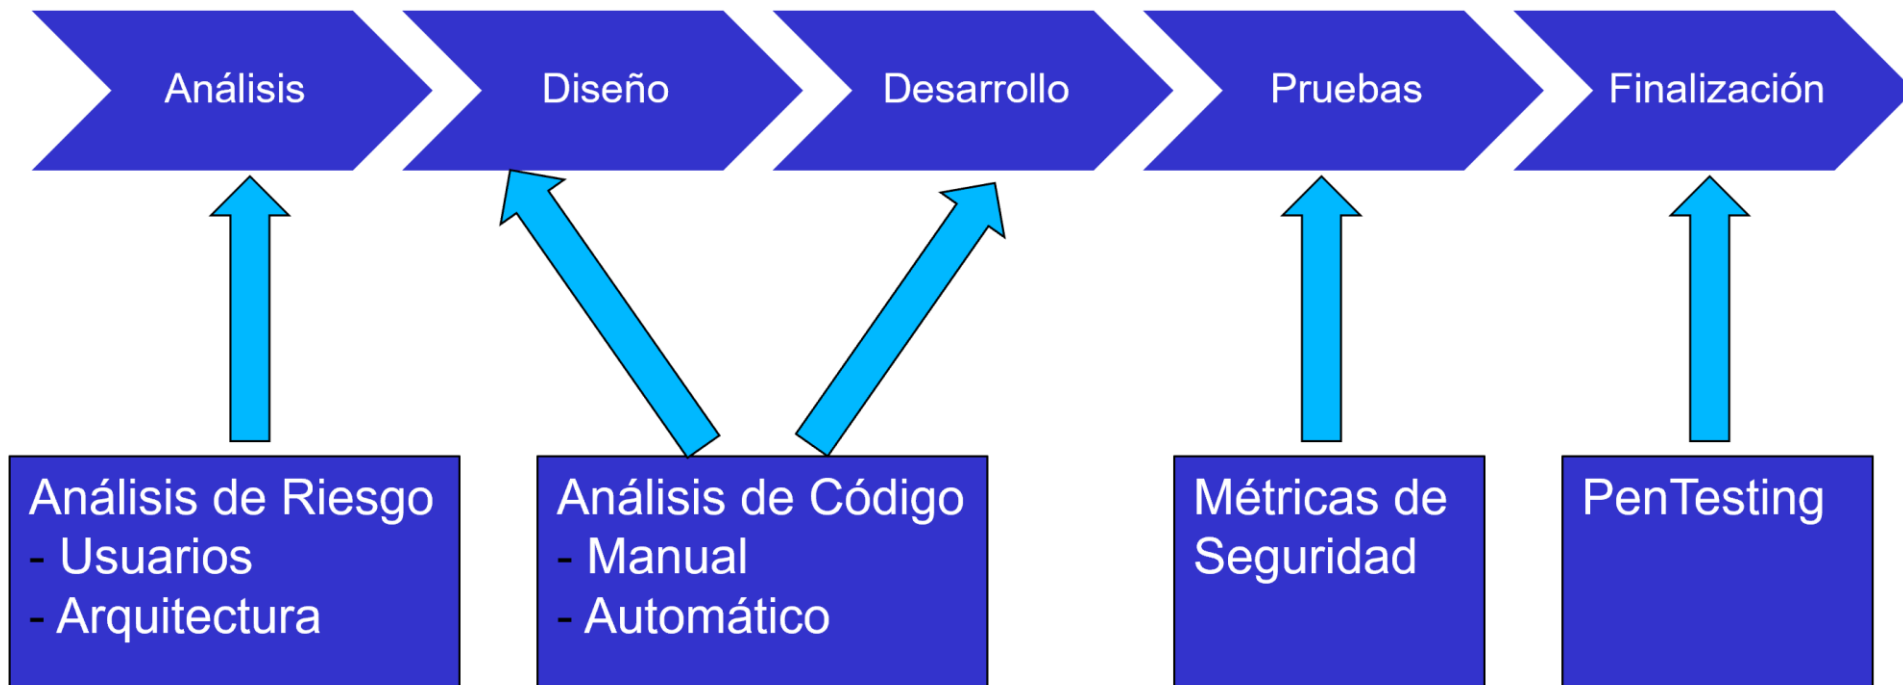 Análisis
Diseño
Desarrollo
Pruebas
Finalización
Análisis de Riesgo
- Usuarios
- Arquitectura
Análisis de Código
- Manual
- Automático
Métricas de
Seguridad
PenTesting